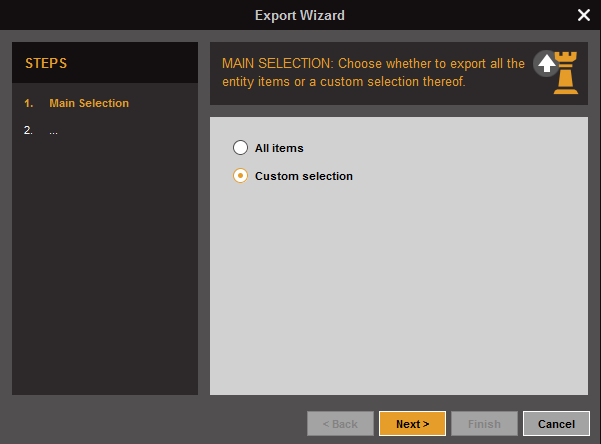 Export Wizard
STEPS
1. Main Selection
2. ...
MAIN SELECTION: Choose whether to export all the
entity items or a custom selection thereof.
All items
Custom selection
< Back
Next >
Finish
Cancel